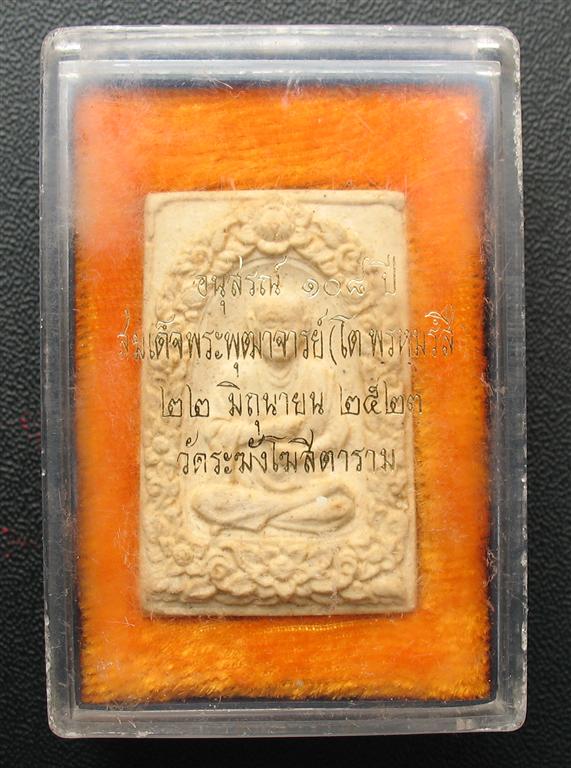 อนุสรณ์ ๑๐๘ ปี
สมเด็จพระพุฒาจารย์ (โต พรหมรํสี
๒๒ มิถุนายน ๒๕๒๓
วัดระฆังโฆสิตาราม